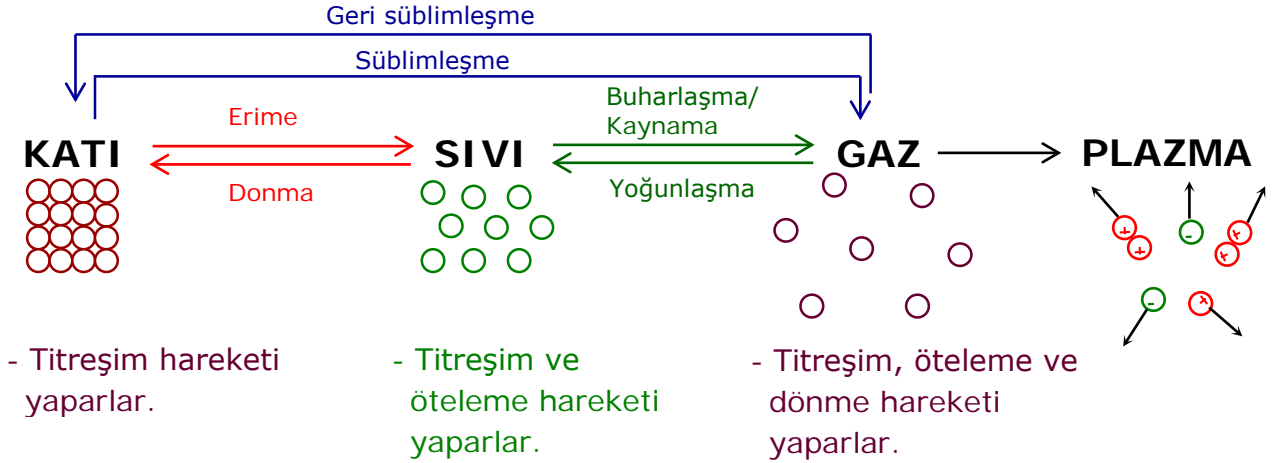 Geri süblimleşme
Süblimleşme
Erime
Buharlaşma/
Kaynama
KATI
SIVI
GAZ
PLAZMA
Donma
Yoğunlaşma
+
+
-
+
+
-
+
- Titreşim hareketi
yaparlar.
- Titreşim ve
öteleme hareketi
yaparlar.
- Titreşim, öteleme ve
dönme hareketi
yaparlar.